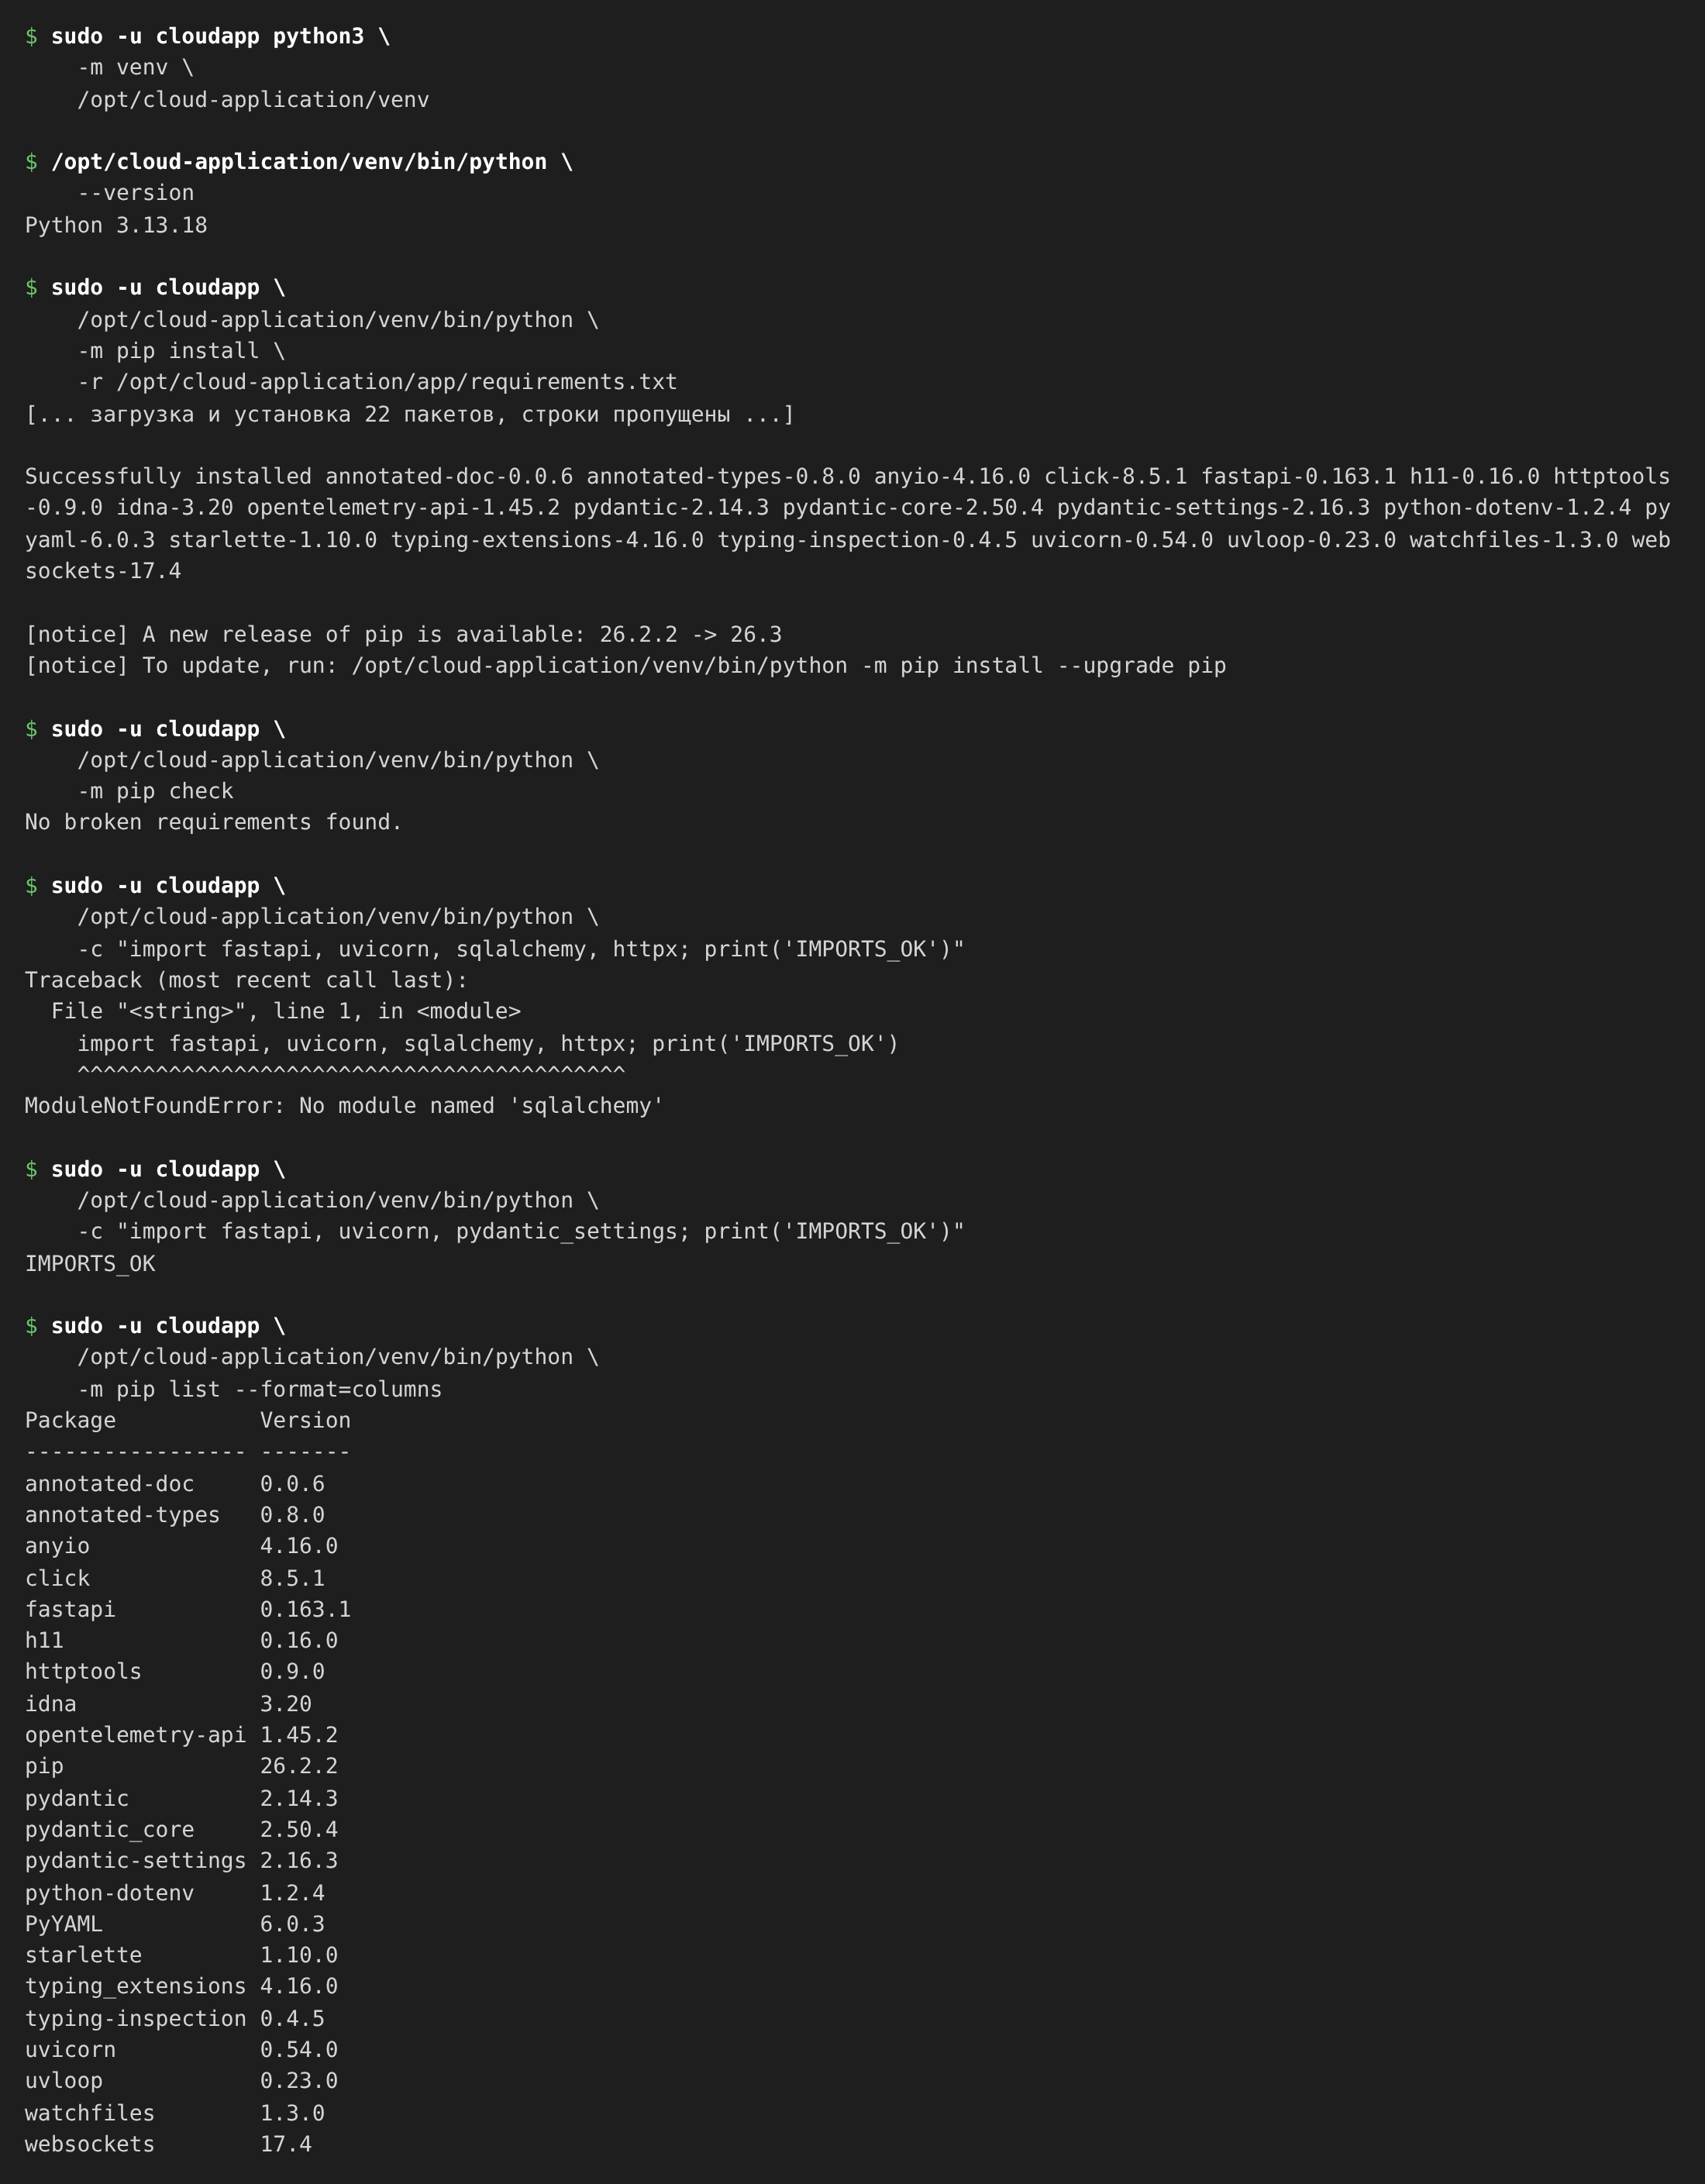 $ sudo -u cloudapp python3 \
    -m venv \
    /opt/cloud-application/venv

$ /opt/cloud-application/venv/bin/python \
    --version
Python 3.13.18

$ sudo -u cloudapp \
    /opt/cloud-application/venv/bin/python \
    -m pip install \
    -r /opt/cloud-application/app/requirements.txt
[... загрузка и установка 22 пакетов, строки пропущены ...]

Successfully installed annotated-doc-0.0.6 annotated-types-0.8.0 anyio-4.16.0 click-8.5.1 fastapi-0.163.1 h11-0.16.0 httptools
-0.9.0 idna-3.20 opentelemetry-api-1.45.2 pydantic-2.14.3 pydantic-core-2.50.4 pydantic-settings-2.16.3 python-dotenv-1.2.4 py
yaml-6.0.3 starlette-1.10.0 typing-extensions-4.16.0 typing-inspection-0.4.5 uvicorn-0.54.0 uvloop-0.23.0 watchfiles-1.3.0 web
sockets-17.4

[notice] A new release of pip is available: 26.2.2 -> 26.3
[notice] To update, run: /opt/cloud-application/venv/bin/python -m pip install --upgrade pip

$ sudo -u cloudapp \
    /opt/cloud-application/venv/bin/python \
    -m pip check
No broken requirements found.

$ sudo -u cloudapp \
    /opt/cloud-application/venv/bin/python \
    -c "import fastapi, uvicorn, sqlalchemy, httpx; print('IMPORTS_OK')"
Traceback (most recent call last):
  File "<string>", line 1, in <module>
    import fastapi, uvicorn, sqlalchemy, httpx; print('IMPORTS_OK')
    ^^^^^^^^^^^^^^^^^^^^^^^^^^^^^^^^^^^^^^^^^^
ModuleNotFoundError: No module named 'sqlalchemy'

$ sudo -u cloudapp \
    /opt/cloud-application/venv/bin/python \
    -c "import fastapi, uvicorn, pydantic_settings; print('IMPORTS_OK')"
IMPORTS_OK

$ sudo -u cloudapp \
    /opt/cloud-application/venv/bin/python \
    -m pip list --format=columns
Package           Version
----------------- -------
annotated-doc     0.0.6
annotated-types   0.8.0
anyio             4.16.0
click             8.5.1
fastapi           0.163.1
h11               0.16.0
httptools         0.9.0
idna              3.20
opentelemetry-api 1.45.2
pip               26.2.2
pydantic          2.14.3
pydantic_core     2.50.4
pydantic-settings 2.16.3
python-dotenv     1.2.4
PyYAML            6.0.3
starlette         1.10.0
typing_extensions 4.16.0
typing-inspection 0.4.5
uvicorn           0.54.0
uvloop            0.23.0
watchfiles        1.3.0
websockets        17.4